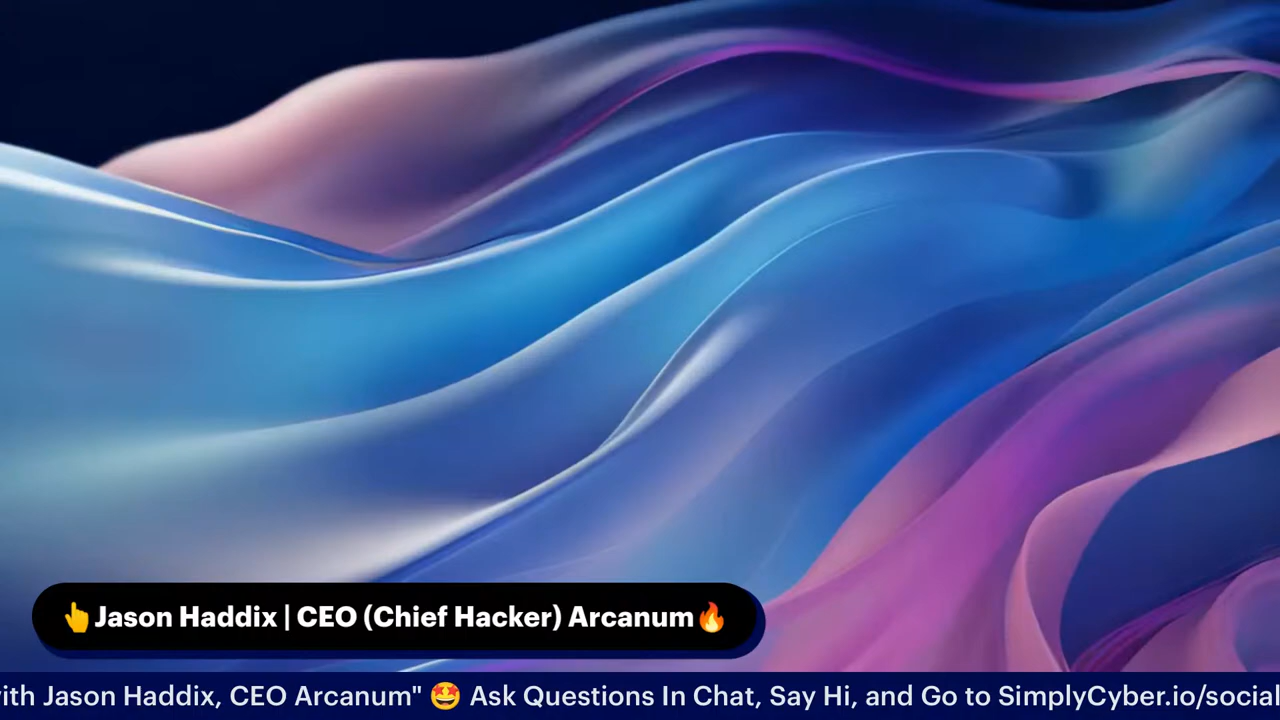 👆Jason Haddix | CEO (Chief Hacker) Arcanum🔥
with Jason Haddix, CEO Arcanum" 🤩 Ask Questions In Chat, Say Hi, and Go to SimplyCyber.io/social